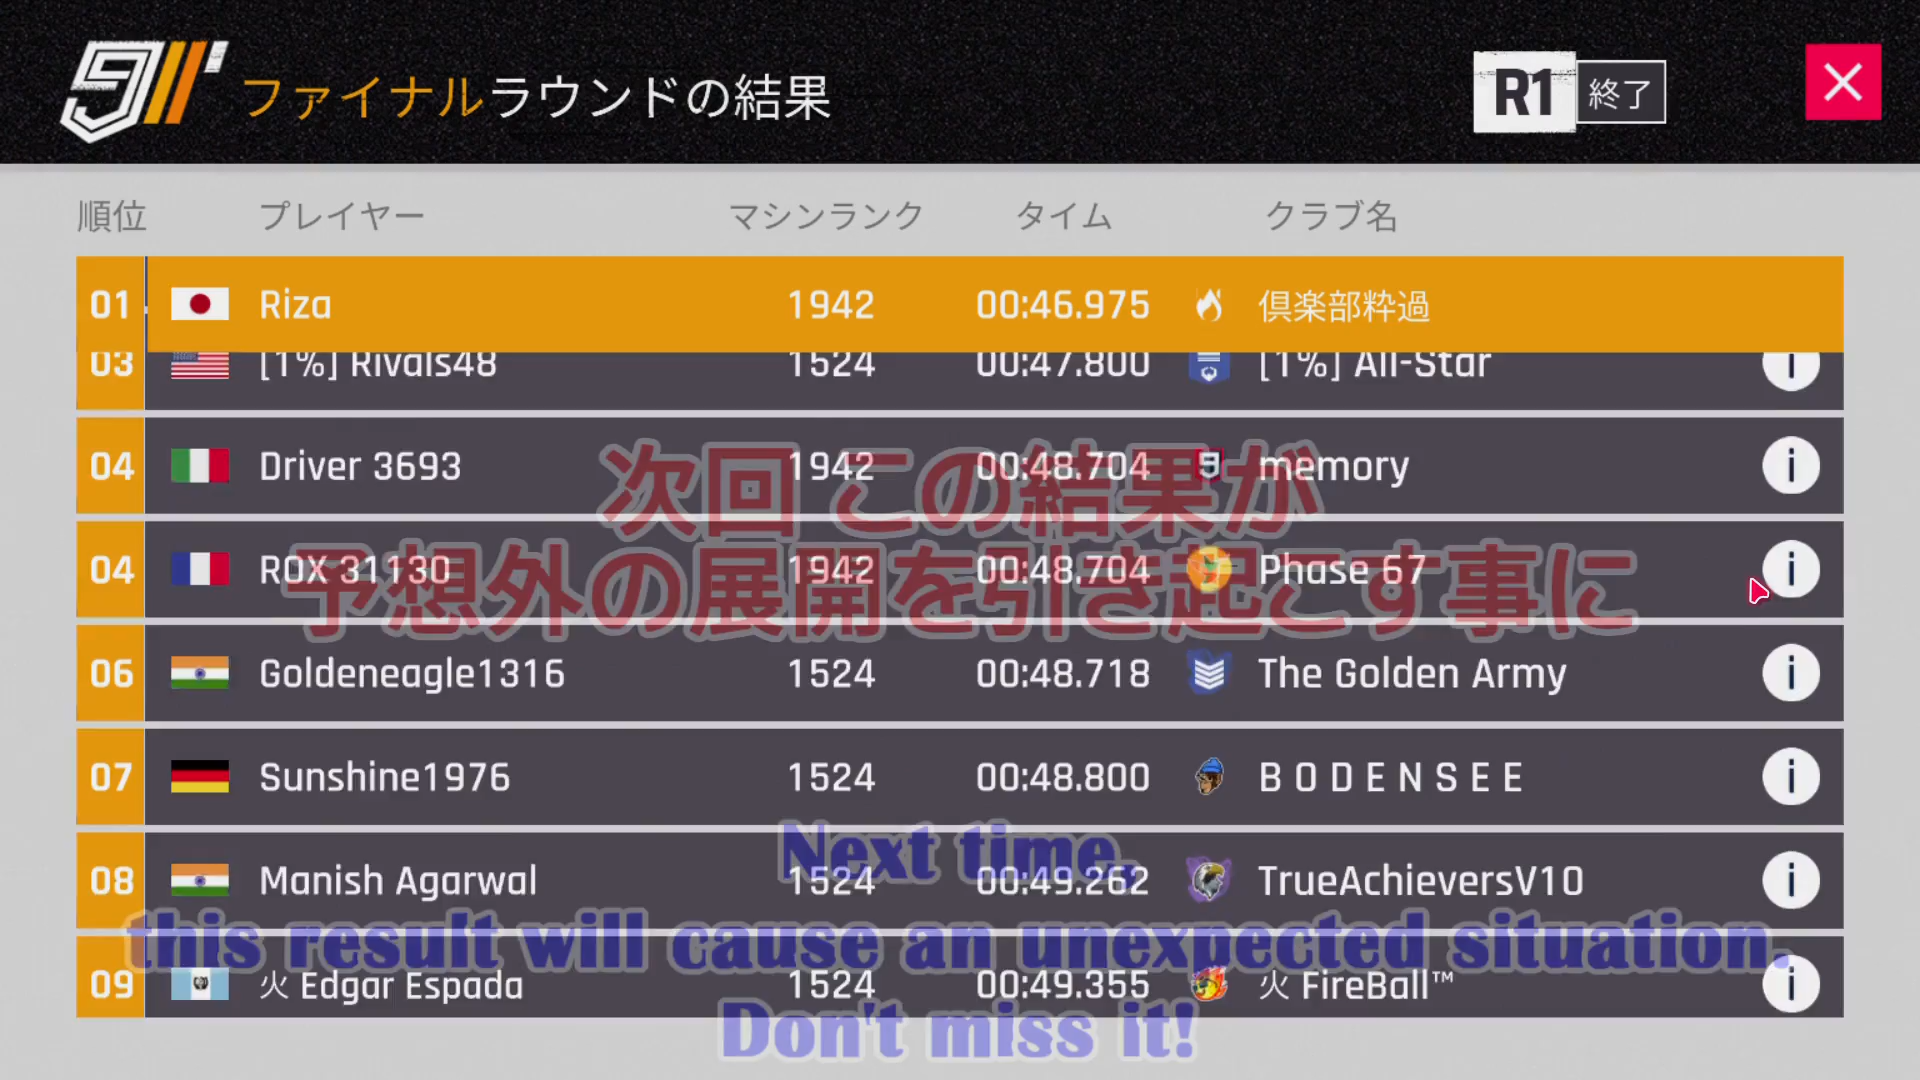 ファイナルラウンドの結果 R1 終了
順位 プレイヤー マシンランク タイム クラブ名
01 Riza 1942 00:46.975 倶楽部粋過
03 [1%] Rivals48 1524 00:47.800 [1%] All-Star
04 Driver 3693 1942 00:48.704 memory
次回 この結果が
04 ROX 31130 1942 00:48.704 Phase 67
予想外の展開を引き起こす事に
06 Goldeneagle1316 1524 00:48.718 The Golden Army
07 Sunshine1976 1524 00:48.800 B O D E N S E E
Next time,
08 Manish Agarwal 1524 00:49.262 TrueAchieversV10
this result will cause an unexpected situation.
09 火 Edgar Espada 1524 00:49.355 火 FireBall™
Don't miss it!